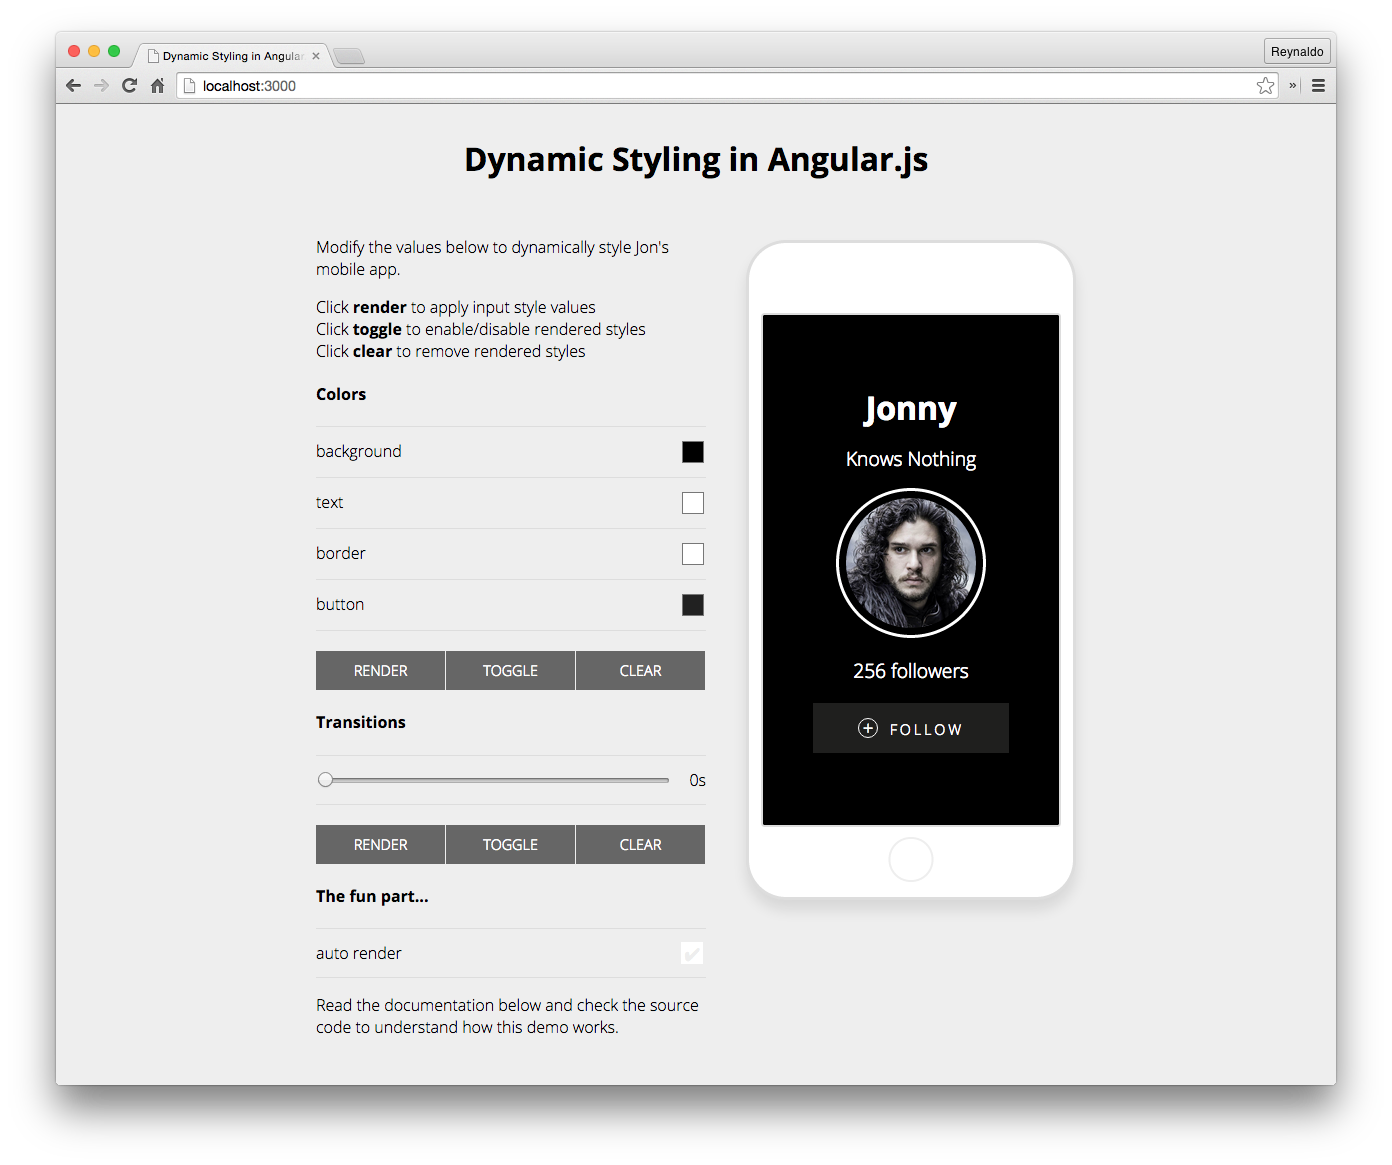 Dynamic Styling in Angular
Reynaldo
localhost:3000
Dynamic Styling in Angular.js
Modify the values below to dynamically style Jon's
mobile app.
Click render to apply input style values
Click toggle to enable/disable rendered styles
Click clear to remove rendered styles
Colors
background
text
border
button
RENDER TOGGLE CLEAR
Transitions
0s
RENDER TOGGLE CLEAR
The fun part...
auto render
Read the documentation below and check the source
code to understand how this demo works.
Jonny
Knows Nothing
256 followers
FOLLOW